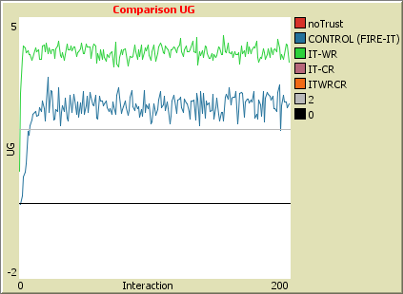 Comparison UG
5
UG
-2
0
Interaction
200
noTrust
CONTROL (FIRE-IT)
IT-WR
IT-CR
ITWRCR
2
0